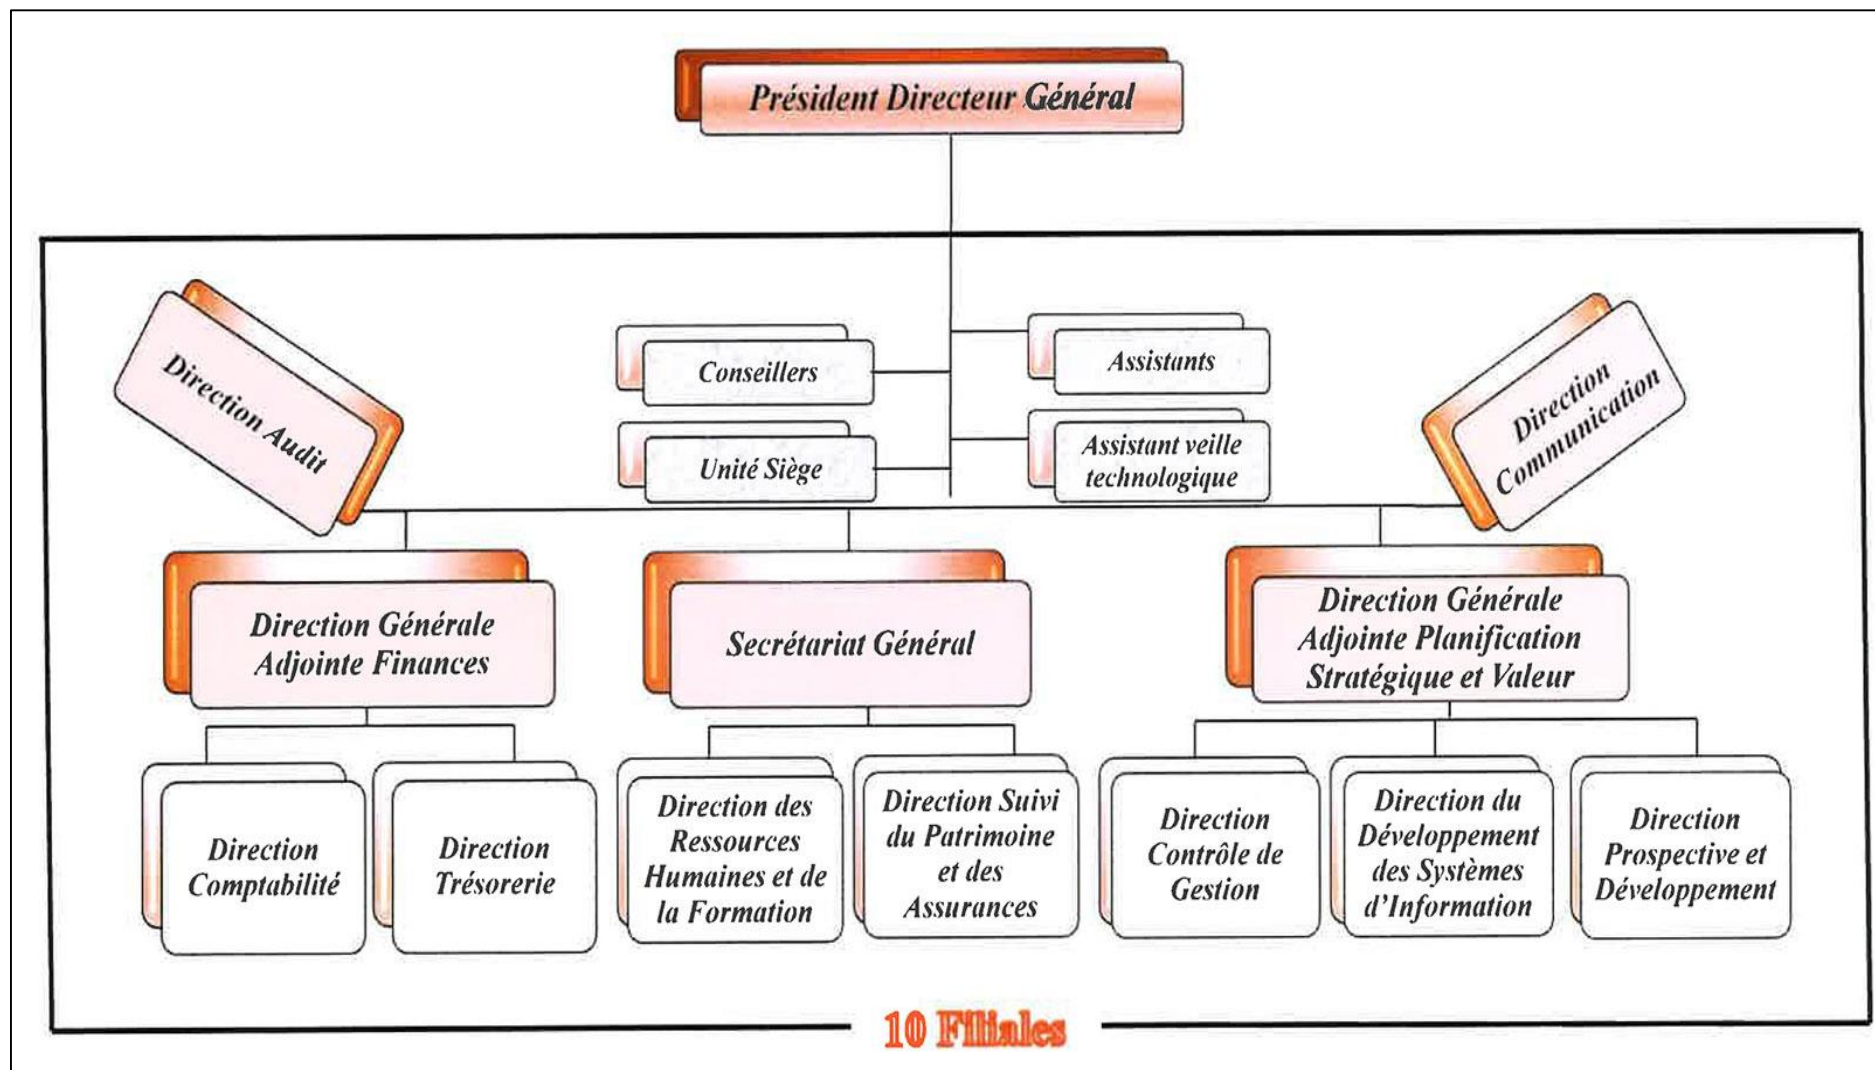 Président Directeur Général
Direction Audit
Conseillers
Assistants
Direction
Communication
Unité Siège
Assistant veille
technologique
Direction Générale
Adjointe Finances
Secrétariat Général
Direction Générale
Adjointe Planification
Stratégique et Valeur
Direction
Comptabilité
Direction
Trésorerie
Direction des
Ressources
Humaines et de
la Formation
Direction Suivi
du Patrimoine
et des
Assurances
Direction
Contrôle de
Gestion
Direction du
Développement
des Systèmes
d'Information
Direction
Prospective et
Développement
10 Filiales